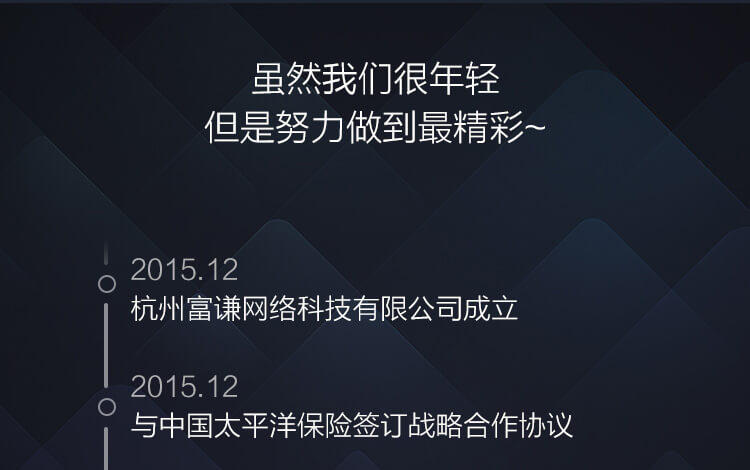 虽然我们很年轻
但是努力做到最精彩~
2015.12
杭州富谦网络科技有限公司成立
2015.12
与中国太平洋保险签订战略合作协议